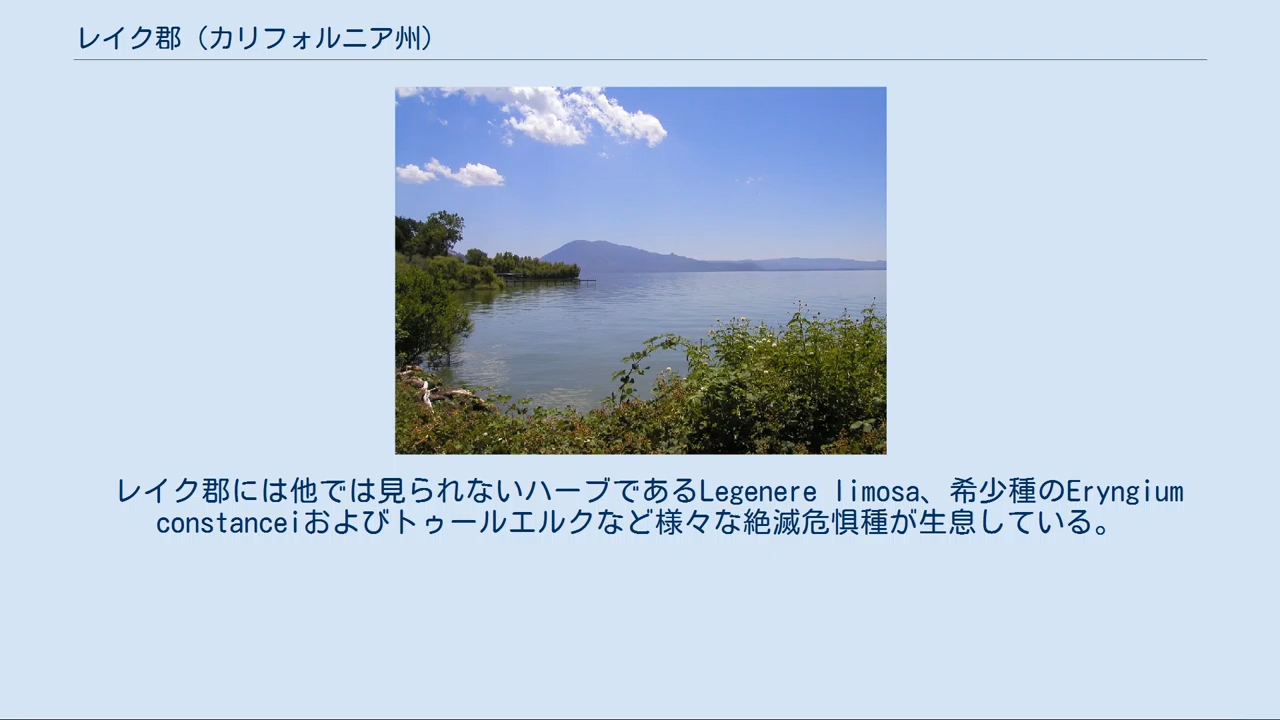 レイク郡（カリフォルニア州）
レイク郡には他では見られないハーブであるLegenere limosa、希少種のEryngium
constanceiおよびトゥールエルクなど様々な絶滅危惧種が生息している。